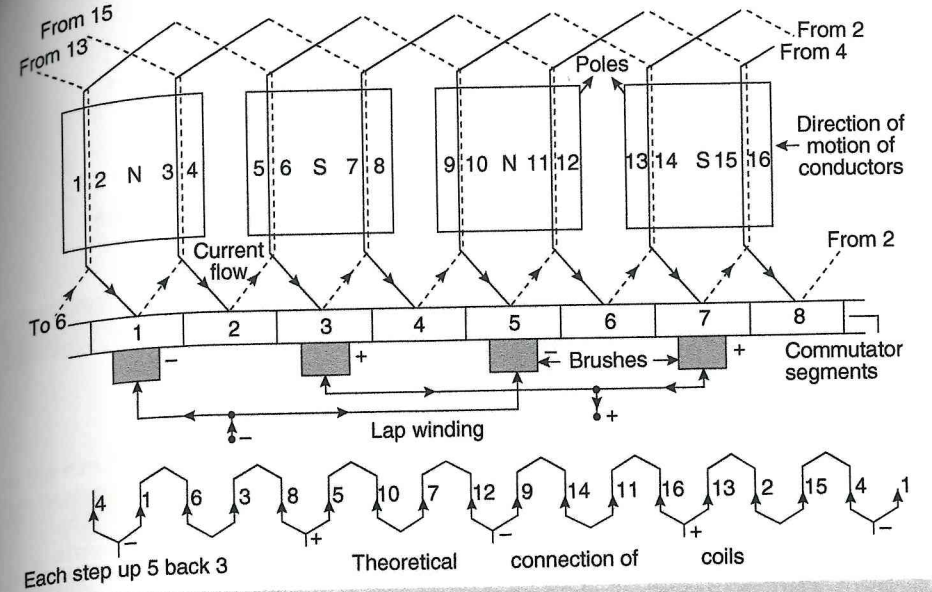 From 15
From 13
From 2
From 4
Poles
Direction of
motion of
conductors
1 2 N 3 4
5 6 S 7 8
9 10 N 11 12
13 14 S 15 16
From 2
Current
flow
To 6
1 2 3 4 5 6 7 8
- + - +
Brushes
Commutator
segments
- +
Lap winding
4 1 6 3 8 5 10 7 12 9 14 11 16 13 2 15 4 1
- + - + -
Each step up 5 back 3
Theoretical connection of coils